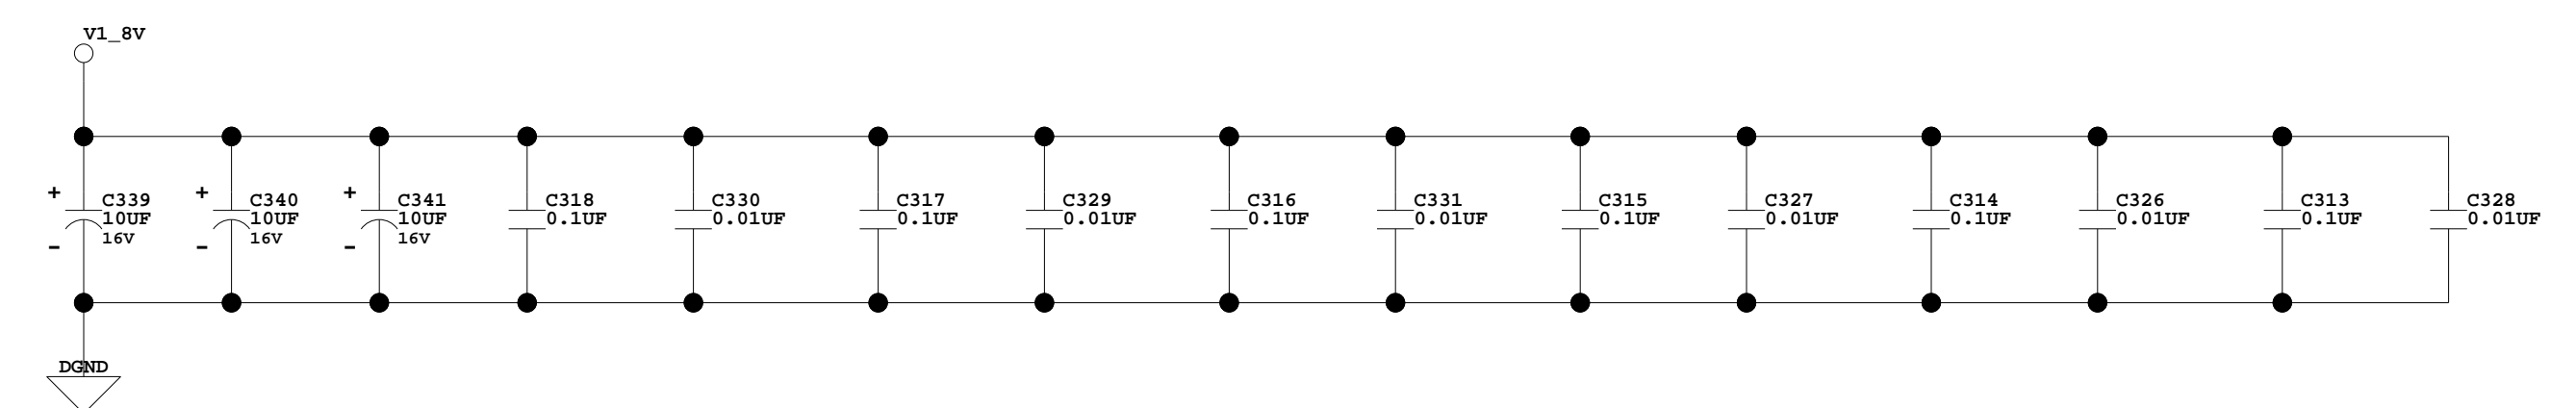 V1_8V
+
C339
10UF
16V
-
+
C340
10UF
16V
-
+
C341
10UF
16V
-
C318
0.1UF
C330
0.01UF
C317
0.1UF
C329
0.01UF
C316
0.1UF
C331
0.01UF
C315
0.1UF
C327
0.01UF
C314
0.1UF
C326
0.01UF
C313
0.1UF
C328
0.01UF
DGND